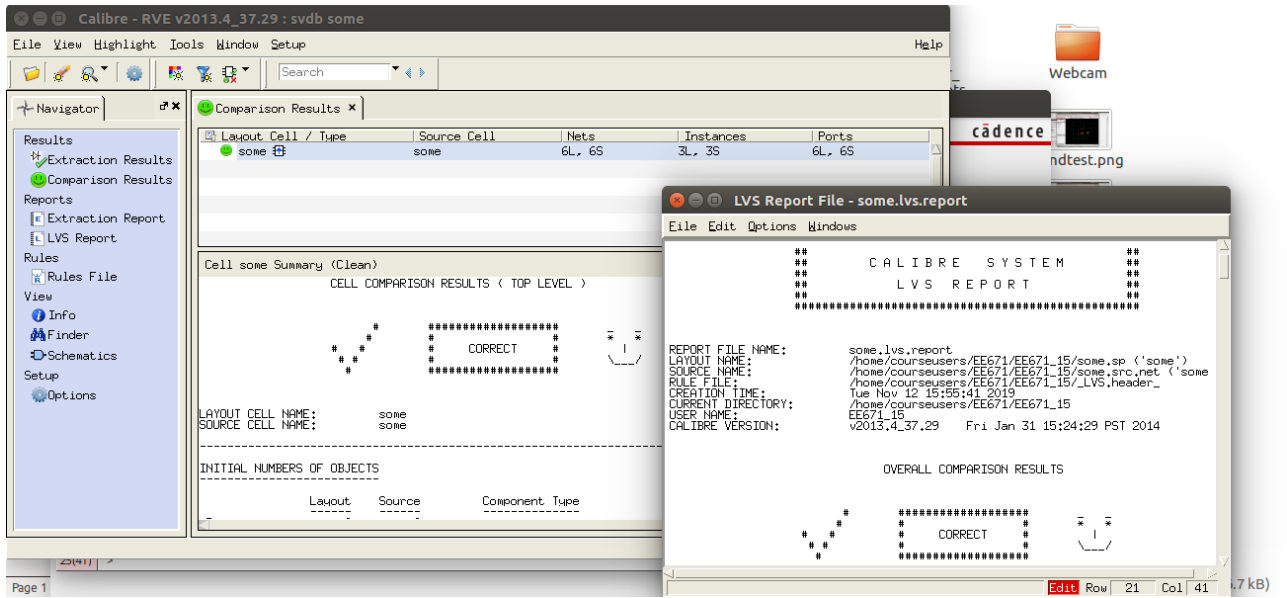 Calibre - RVE v2013.4_37.29 : svdb some
File View Highlight Tools Window Setup Help
Search
Navigator
Results
Extraction Results
Comparison Results
Reports
Extraction Report
LVS Report
Rules
Rules File
View
Info
Finder
Schematics
Setup
Options
Comparison Results
Layout Cell / Type Source Cell Nets Instances Ports
some some 6L, 6S 3L, 3S 6L, 6S
Cell some Summary (Clean)
CELL COMPARISON RESULTS ( TOP LEVEL )
# ###################
# # # _ _
# # # # * *
# # # CORRECT # |
# # # # \___/
# ###################
LAYOUT CELL NAME: some
SOURCE CELL NAME: some
INITIAL NUMBERS OF OBJECTS
--------------------------
Layout Source Component Type
------ ------ --------------
25(41) >
Page 1
Webcam
cādence
ndtest.png
LVS Report File - some.lvs.report
File Edit Options Windows
## ##
## C A L I B R E S Y S T E M ##
## ##
## L V S R E P O R T ##
## ##
REPORT FILE NAME: some.lvs.report
LAYOUT NAME: /home/courseusers/EE671/EE671_15/some.sp ('some')
SOURCE NAME: /home/courseusers/EE671/EE671_15/some.src.net ('some
RULE FILE: /home/courseusers/EE671/EE671_15/_LVS.header_
CREATION TIME: Tue Nov 12 15:55:41 2019
CURRENT DIRECTORY: /home/courseusers/EE671/EE671_15
USER NAME: EE671_15
CALIBRE VERSION: v2013.4_37.29 Fri Jan 31 15:24:29 PST 2014
OVERALL COMPARISON RESULTS
# ###################
# # # _ _
# # # * *
# # # CORRECT # |
# # # # \___/
# ###################
Edit Row 21 Col 41
.7 kB)